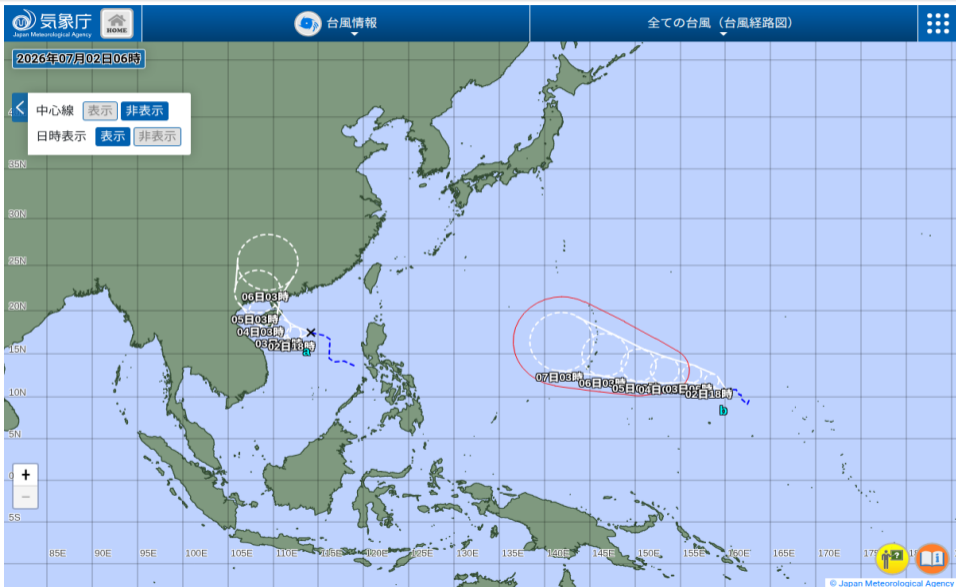 気象庁
Japan Meteorological Agency
HOME
台風情報
全ての台風（台風経路図）
2026年07月02日06時
中心線 表示 非表示
日時表示 表示 非表示
35N
30N
25N
20N
15N
10N
5N
0
5S
06日03時
05日03時
04日03時
02日18時
a
07日03時
06日03時
05日
03日
02日18時
b
+
−
85E 90E 95E 100E 105E 110E 115E 120E 125E 130E 135E 140E 145E 150E 155E 160E 165E 170E 175E
© Japan Meteorological Agency